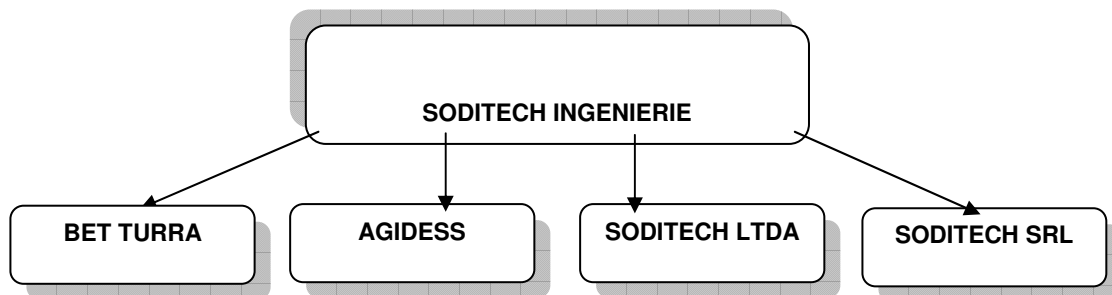 SODITECH INGENIERIE
BET TURRA
AGIDESS
SODITECH LTDA
SODITECH SRL